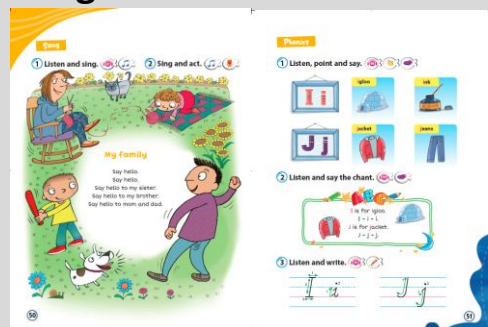 Song
1 Listen and sing.
2 Sing and act.
My family
Say hello.
Say hello.
Say hello to my sister.
Say hello to my brother.
Say hello to mom and dad.
50
Phonics
1 Listen, point and say.
Ii
igloo
ink
Jj
jacket
jeans
2 Listen and say the chant.
I is for igloo.
I - i - i.
J is for jacket.
J - j - j.
3 Listen and write.
I i J j
51